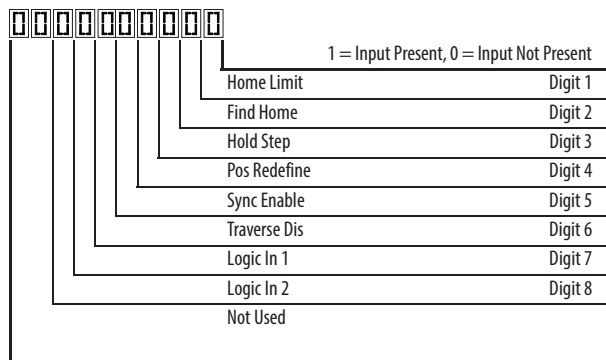 0000000000
1 = Input Present, 0 = Input Not Present
Home Limit Digit 1
Find Home Digit 2
Hold Step Digit 3
Pos Redefine Digit 4
Sync Enable Digit 5
Traverse Dis Digit 6
Logic In 1 Digit 7
Logic In 2 Digit 8
Not Used